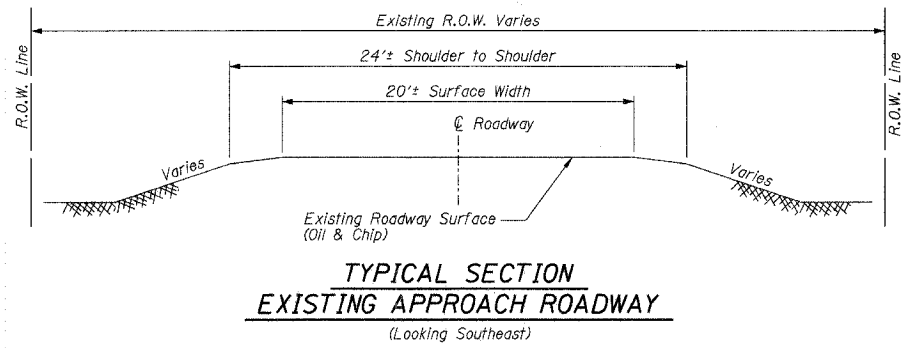 Existing R.O.W. Varies
R.O.W. Line
R.O.W. Line
24'± Shoulder to Shoulder
20'± Surface Width
℄ Roadway
Varies
Varies
Existing Roadway Surface
(Oil & Chip)
TYPICAL SECTION
EXISTING APPROACH ROADWAY
(Looking Southeast)